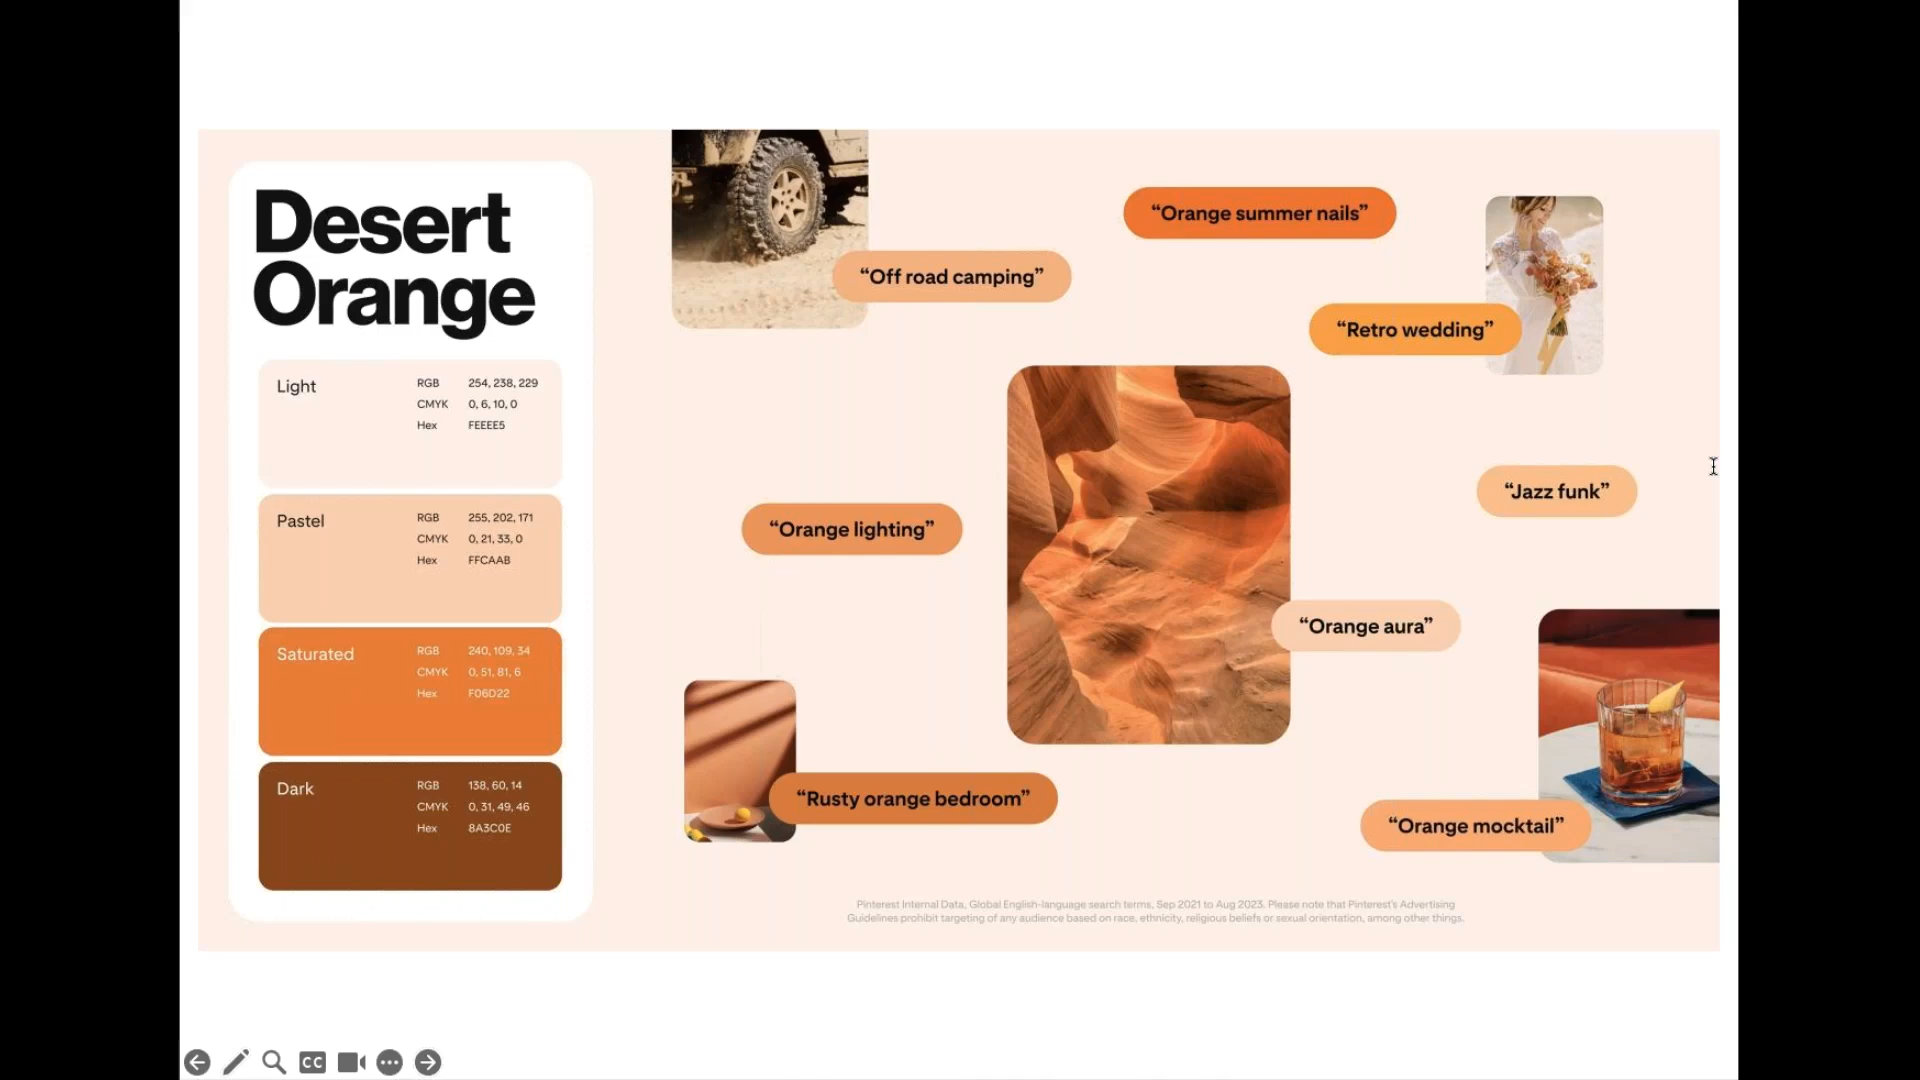 Desert
Orange
Light
RGB 254, 238, 229
CMYK 0, 6, 10, 0
Hex FEEEE5
Pastel
RGB 255, 202, 171
CMYK 0, 21, 33, 0
Hex FFCAAB
Saturated
RGB 240, 109, 34
CMYK 0, 51, 81, 6
Hex F06D22
Dark
RGB 138, 60, 14
CMYK 0, 31, 49, 46
Hex 8A3C0E
“Orange summer nails”
“Off road camping”
“Retro wedding”
“Jazz funk”
“Orange lighting”
“Orange aura”
“Rusty orange bedroom”
“Orange mocktail”
Pinterest Internal Data, Global English-language search terms, Sep 2021 to Aug 2023. Please note that Pinterest's Advertising
Guidelines prohibit targeting of any audience based on race, ethnicity, religious beliefs or sexual orientation, among other things.
CC